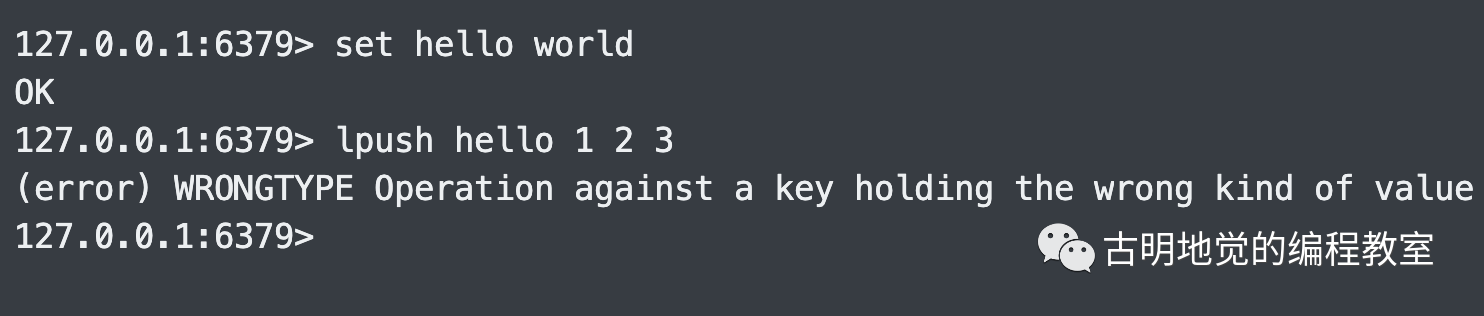 127.0.0.1:6379> set hello world
OK
127.0.0.1:6379> lpush hello 1 2 3
(error) WRONGTYPE Operation against a key holding the wrong kind of value
127.0.0.1:6379>
古明地觉的编程教室